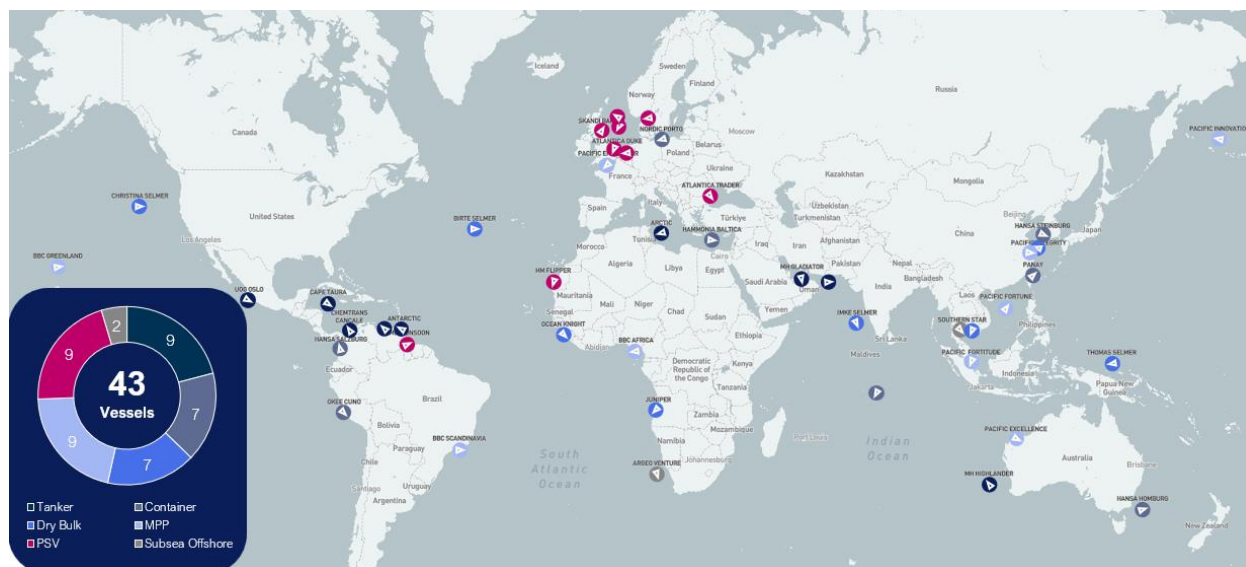 Iceland
Sweden
Norway
Finland
Russia
Canada
SKANDI BA
NORDIC PORTO
Moscow
ATLANTICA DUKE
Belarus
Poland
PACIFIC INNOVATION
PACIFIC E
Ukraine
Kazakhstan
France
Mongolia
CHRISTINA SELMER
ATLANTICA TRADER
Italy
Uzbekistan
Beijing
United States
BIRTE SELMER
Spain
ARCTIC
Türkiye
Turkmenistan
HANSA STEINBURG
Japan
HAMMONIA BALTICA
China
Los Angeles
Tunisia
Iraq
Iran
Afghanistan
Morocco
Cairo
BBC GREENLAND
Algeria
Libya
Egypt
MH GLADIATOR
Pakistan
Nepal
PANAY
HM FLIPPER
Saudi Arabia
Bangladesh
UOG OSLO
CAPE TAURA
Mauritania
Oman
India
Laos
Mali
Niger
PACIFIC FORTUNE
CHEMTRANS CANCALE
ANTARCTIC
Senegal
Chad
Sudan
Yemen
IMKE SELMER
SOUTHERN STAR
OCEAN KNIGHT
Philippines
HANSA SALZBURG
Abidjan
BBC AFRICA
Ethiopia
Sri Lanka
Maldives
PACIFIC FORTITUDE
THOMAS SELMER
Ecuador
Democratic
Republic of
the Congo
Kenya
Indonesia
Jakarta
Papua New
Guinea
OKEE CUNO
Brazil
Tanzania
JUNIPER
Zambia
Bolivia
Mozambique
Namibia
BBC SCANDINAVIA
Paraguay
Port Louis
Indian
Ocean
PACIFIC EXCELLENCE
Australia
Brisbane
South
Atlantic
Ocean
Chile
ARGEO VENTURE
Johannesburg
MH HIGHLANDER
Uruguay
Santiago
Argentina
HANSA HOMBURG
New Zealand
2
9
9
43
Vessels
7
9
7
Tanker
Container
Dry Bulk
MPP
PSV
Subsea Offshore